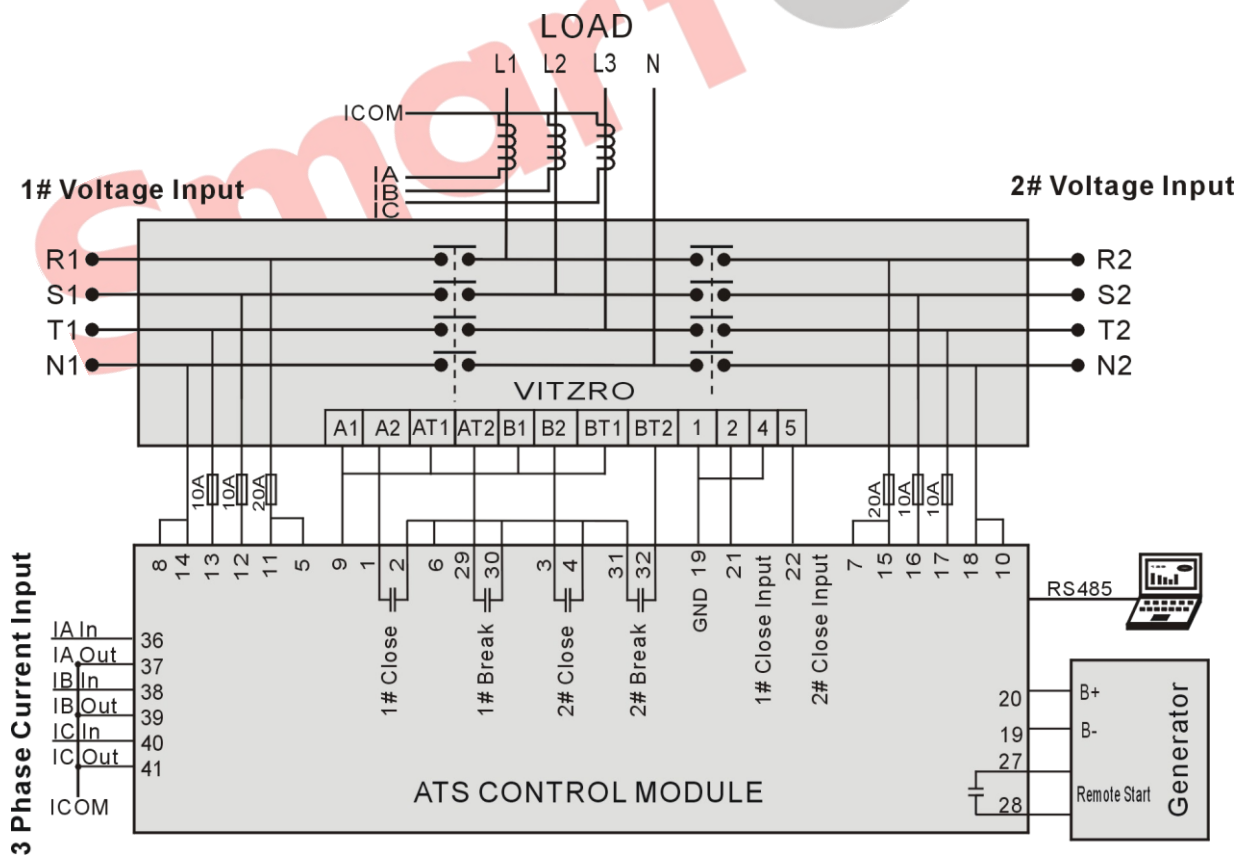 smart
LOAD
L1 L2 L3 N
ICOM
IA
IB
IC
1# Voltage Input
2# Voltage Input
R1
S1
T1
N1
R2
S2
T2
N2
VITZRO
A1 A2 AT1 AT2 B1 B2 BT1 BT2 1 2 4 5
10A 10A 20A
20A 10A 10A
8 14 13 12 11 5 9 1 2 6 29 30 3 4 31 32 GND 19 21 22 7 15 16 17 18 10
1# Close
1# Break
2# Close
2# Break
1# Close Input
2# Close Input
RS485
3 Phase Current Input
IA In 36
IA Out 37
IB In 38
IB Out 39
IC In 40
IC Out 41
ICOM
ATS CONTROL MODULE
20 B+
19 B-
27
28
Remote Start
Generator